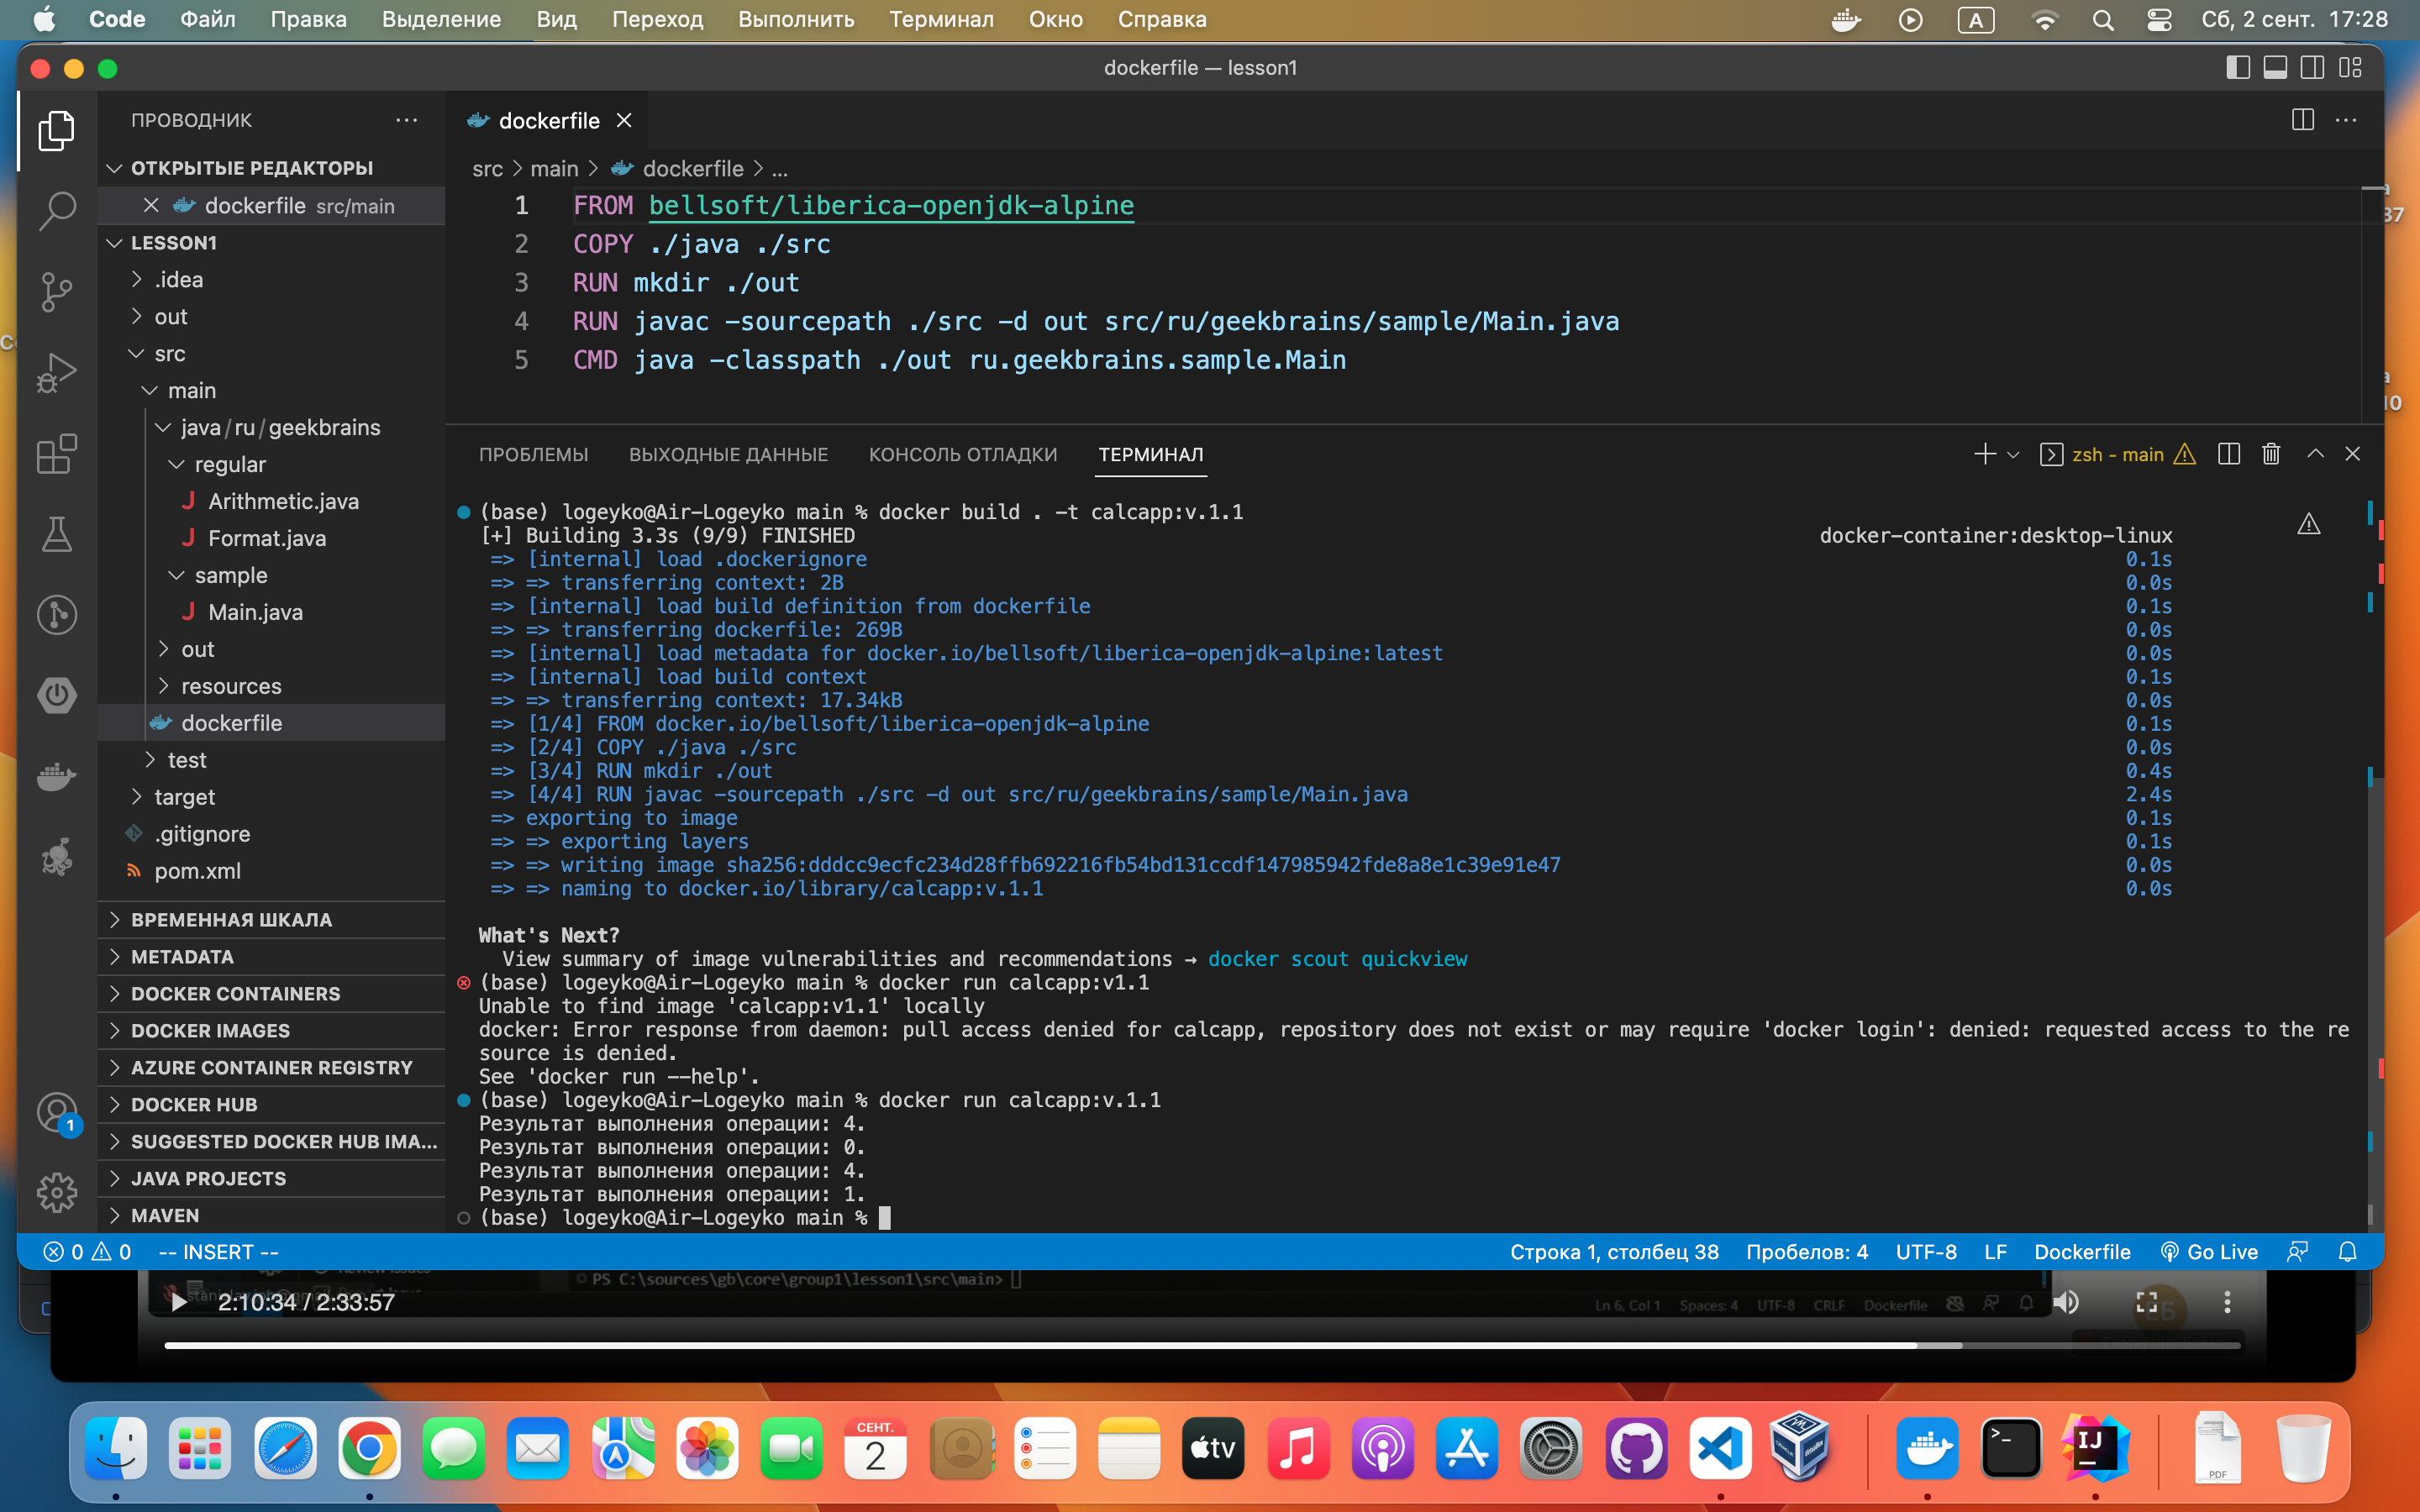 Code Файл Правка Выделение Вид Переход Выполнить Терминал Окно Справка A Сб, 2 сент. 17:28
dockerfile — lesson1
ПРОВОДНИК
dockerfile
ОТКРЫТЫЕ РЕДАКТОРЫ
src > main > dockerfile > ...
dockerfile src/main
LESSON1
.idea
out
src
main
java/ru/geekbrains
regular
Arithmetic.java
Format.java
sample
Main.java
out
resources
dockerfile
test
target
.gitignore
pom.xml
ВРЕМЕННАЯ ШКАЛА
METADATA
DOCKER CONTAINERS
DOCKER IMAGES
AZURE CONTAINER REGISTRY
DOCKER HUB
SUGGESTED DOCKER HUB IMA...
JAVA PROJECTS
MAVEN
1 FROM bellsoft/liberica-openjdk-alpine
2 COPY ./java ./src
3 RUN mkdir ./out
4 RUN javac -sourcepath ./src -d out src/ru/geekbrains/sample/Main.java
5 CMD java -classpath ./out ru.geekbrains.sample.Main
ПРОБЛЕМЫ ВЫХОДНЫЕ ДАННЫЕ КОНСОЛЬ ОТЛАДКИ ТЕРМИНАЛ zsh - main
(base) logeyko@Air-Logeyko main % docker build . -t calcapp:v.1.1
[+] Building 3.3s (9/9) FINISHED docker-container:desktop-linux
=> [internal] load .dockerignore 0.1s
=> => transferring context: 2B 0.0s
=> [internal] load build definition from dockerfile 0.1s
=> => transferring dockerfile: 269B 0.0s
=> [internal] load metadata for docker.io/bellsoft/liberica-openjdk-alpine:latest 0.0s
=> [internal] load build context 0.1s
=> => transferring context: 17.34kB 0.0s
=> [1/4] FROM docker.io/bellsoft/liberica-openjdk-alpine 0.1s
=> [2/4] COPY ./java ./src 0.0s
=> [3/4] RUN mkdir ./out 0.4s
=> [4/4] RUN javac -sourcepath ./src -d out src/ru/geekbrains/sample/Main.java 2.4s
=> exporting to image 0.1s
=> => exporting layers 0.1s
=> => writing image sha256:dddcc9ecfc234d28ffb692216fb54bd131ccdf147985942fde8a8e1c39e91e47 0.0s
=> => naming to docker.io/library/calcapp:v.1.1 0.0s
What's Next?
View summary of image vulnerabilities and recommendations → docker scout quickview
(base) logeyko@Air-Logeyko main % docker run calcapp:v1.1
Unable to find image 'calcapp:v1.1' locally
docker: Error response from daemon: pull access denied for calcapp, repository does not exist or may require 'docker login': denied: requested access to the re
source is denied.
See 'docker run --help'.
(base) logeyko@Air-Logeyko main % docker run calcapp:v.1.1
Результат выполнения операции: 4.
Результат выполнения операции: 0.
Результат выполнения операции: 4.
Результат выполнения операции: 1.
(base) logeyko@Air-Logeyko main %
1
0 0 -- INSERT -- Строка 1, столбец 38 Пробелов: 4 UTF-8 LF Dockerfile Go Live
PS C:\sources\gb\core\group1\lesson1\src\main>
2:10:34 / 2:33:57
Ln 6, Col 1 Spaces: 4 UTF-8 CRLF Dockerfile
СЕНТ.
2
tv
IJ
PDF
37
10